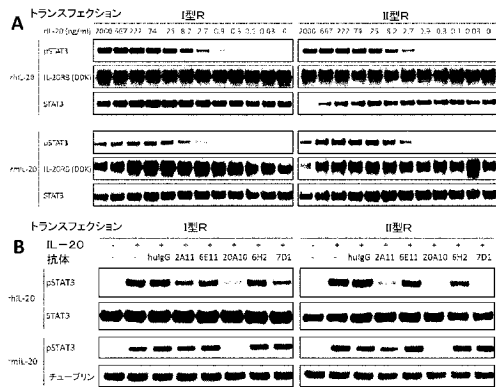 A
トランスフェクション I型R II型R
rIL-20 (ng/ml) 2000 667 222 74 25 8.2 2.7 0.9 0.3 0.1 0.03 0 2000 667 222 74 25 8.2 2.7 0.9 0.3 0.1 0.03 0
pSTAT3
rhIL-20 IL-20RB (DDK)
STAT3
pSTAT3
rmIL-20 IL-20RB (DDK)
STAT3
B
トランスフェクション I型R II型R
IL-20 - + + + + + + + - + + + + + + +
抗体 - - huIgG 2A11 6E11 20A10 6H2 7D1 - - huIgG 2A11 6E11 20A10 6H2 7D1
pSTAT3
rhIL-20
STAT3
pSTAT3
rmIL-20
チューブリン